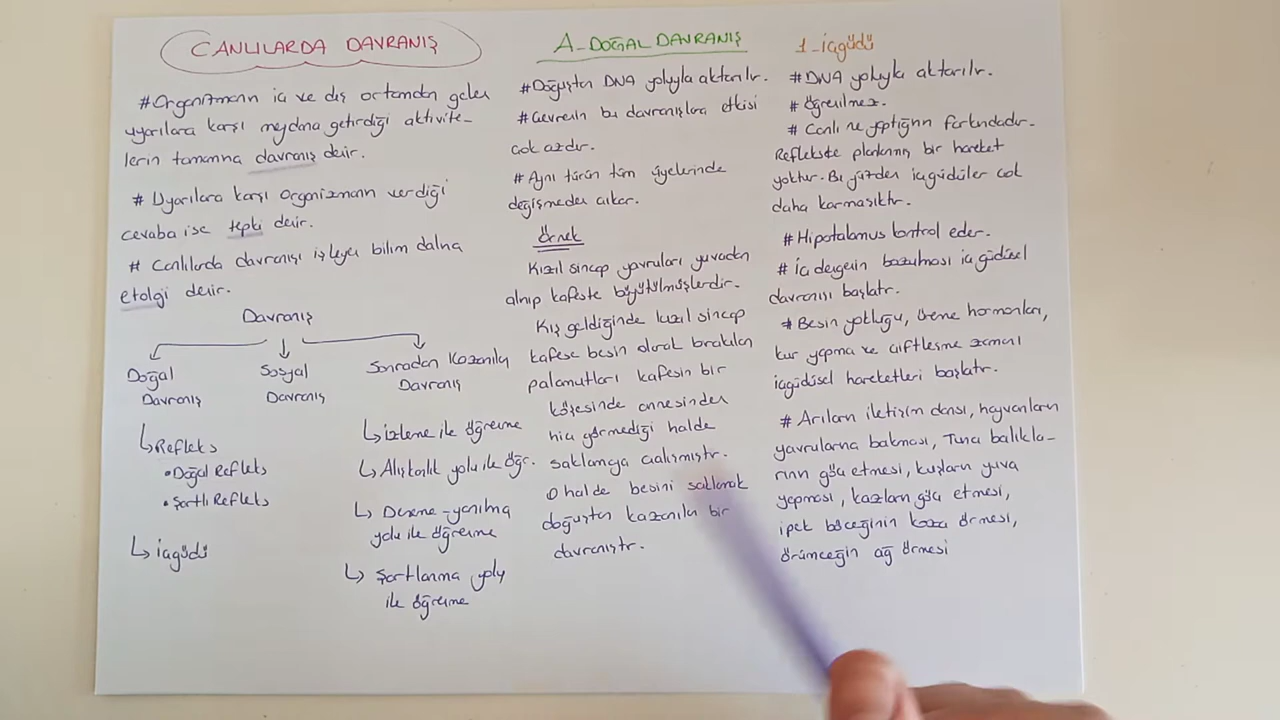 CANLILARDA DAVRANIŞ
#Organizmanın iç ve dış ortamdan gelen
uyarılara karşı meydana getirdiği aktivite-
lerin tamamına davranış denir.
# Uyarılara karşı organizmanın verdiği
cevaba ise tepki denir.
# Canlılarda davranışı işleyen bilim dalına
etolgi denir.
Davranış
Doğal Davranış
Sosyal Davranış
Sonradan Kazanılan Davranış
↳Refleks
•Doğal Refleks
•Şartlı Refleks
↳İçgüdü
↳izleme ile öğrenme
↳Alışkanlık yolu ile öğr.
↳Deneme-yanılma
yolu ile öğrenme
↳Şartlanma yolu
ile öğrenme
A-DOĞAL DAVRANIŞ
#Doğuştan DNA yoluyla aktarılır.
#Çevrenin bu davranışlara etkisi
çok azdır.
#Aynı türün tüm üyelerinde
değişmeden çıkar.
Örnek
Kızıl sincap yavruları yuvadan
alınıp kafeste büyütülmüşlerdir.
Kış geldiğinde kızıl sincap
kafese besin olarak bırakılan
palamutları kafesin bir
köşesinde annesinden
hiç görmediği halde
saklamaya çalışmıştır.
O halde besini saklamak
doğuştan kazanılan bir
davranıştır.
1-İçgüdü
#DNA yoluyla aktarılır.
#Öğrenilmez.
#Canlı ne yaptığının farkındadır.
Reflekste planlanmış bir hareket
yoktur. Bu yüzden içgüdüler çok
daha karmaşıktır.
#Hipotalamus kontrol eder.
#İç dengenin bozulması içgüdüsel
davranışı başlatır.
#Besin yokluğu, üreme hormonları,
kur yapma ve çiftleşme zamanı
içgüdüsel hareketleri başlatır.
#Arıların iletişim dansı, hayvanların
yavrularına bakması, Tuna balıkla-
rının göç etmesi, kuşların yuva
yapması, kazların göç etmesi,
ipek böceğinin koza örmesi,
örümceğin ağ örmesi